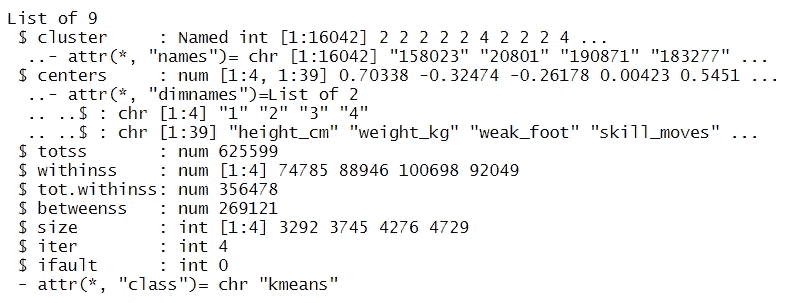 List of 9
 $ cluster     : Named int [1:16042] 2 2 2 2 2 4 2 2 2 4 ...
  ..- attr(*, "names")= chr [1:16042] "158023" "20801" "190871" "183277" ...
 $ centers     : num [1:4, 1:39] 0.70338 -0.32474 -0.26178 0.00423 0.5451 ...
  ..- attr(*, "dimnames")=List of 2
  .. ..$ : chr [1:4] "1" "2" "3" "4"
  .. ..$ : chr [1:39] "height_cm" "weight_kg" "weak_foot" "skill_moves" ...
 $ totss       : num 625599
 $ withinss    : num [1:4] 74785 88946 100698 92049
 $ tot.withinss: num 356478
 $ betweenss   : num 269121
 $ size        : int [1:4] 3292 3745 4276 4729
 $ iter        : int 4
 $ ifault      : int 0
 - attr(*, "class")= chr "kmeans"